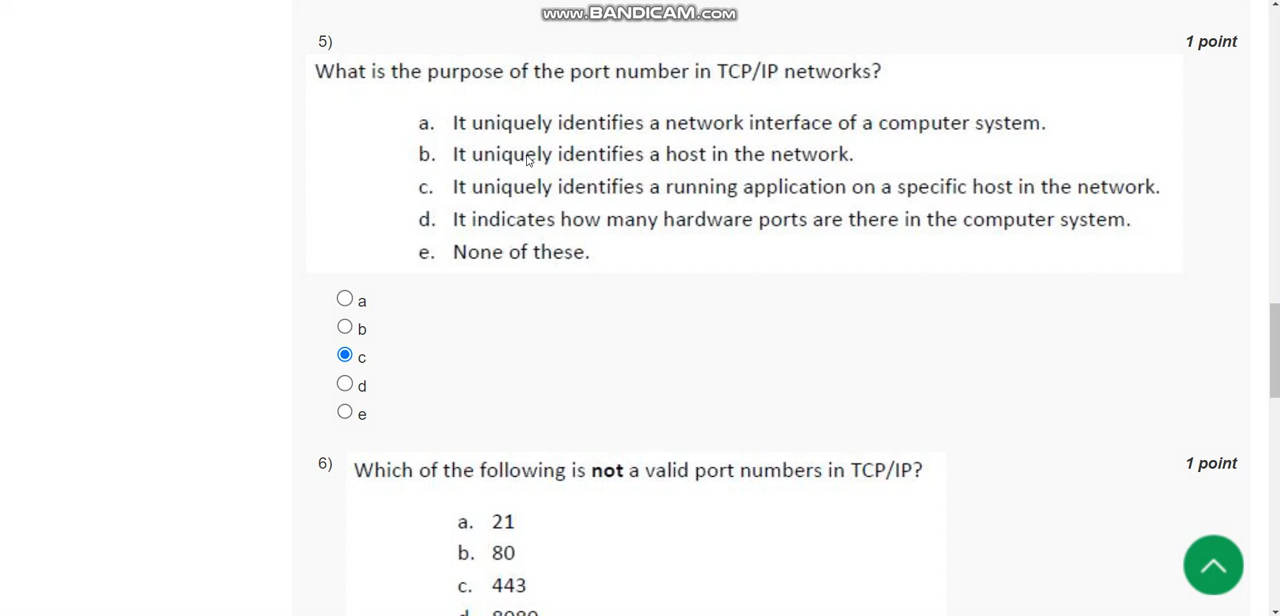 www.BANDICAM.com
5)
1 point
What is the purpose of the port number in TCP/IP networks?
a. It uniquely identifies a network interface of a computer system.
b. It uniquely identifies a host in the network.
c. It uniquely identifies a running application on a specific host in the network.
d. It indicates how many hardware ports are there in the computer system.
e. None of these.
a
b
c
d
e
6)
1 point
Which of the following is not a valid port numbers in TCP/IP?
a. 21
b. 80
c. 443